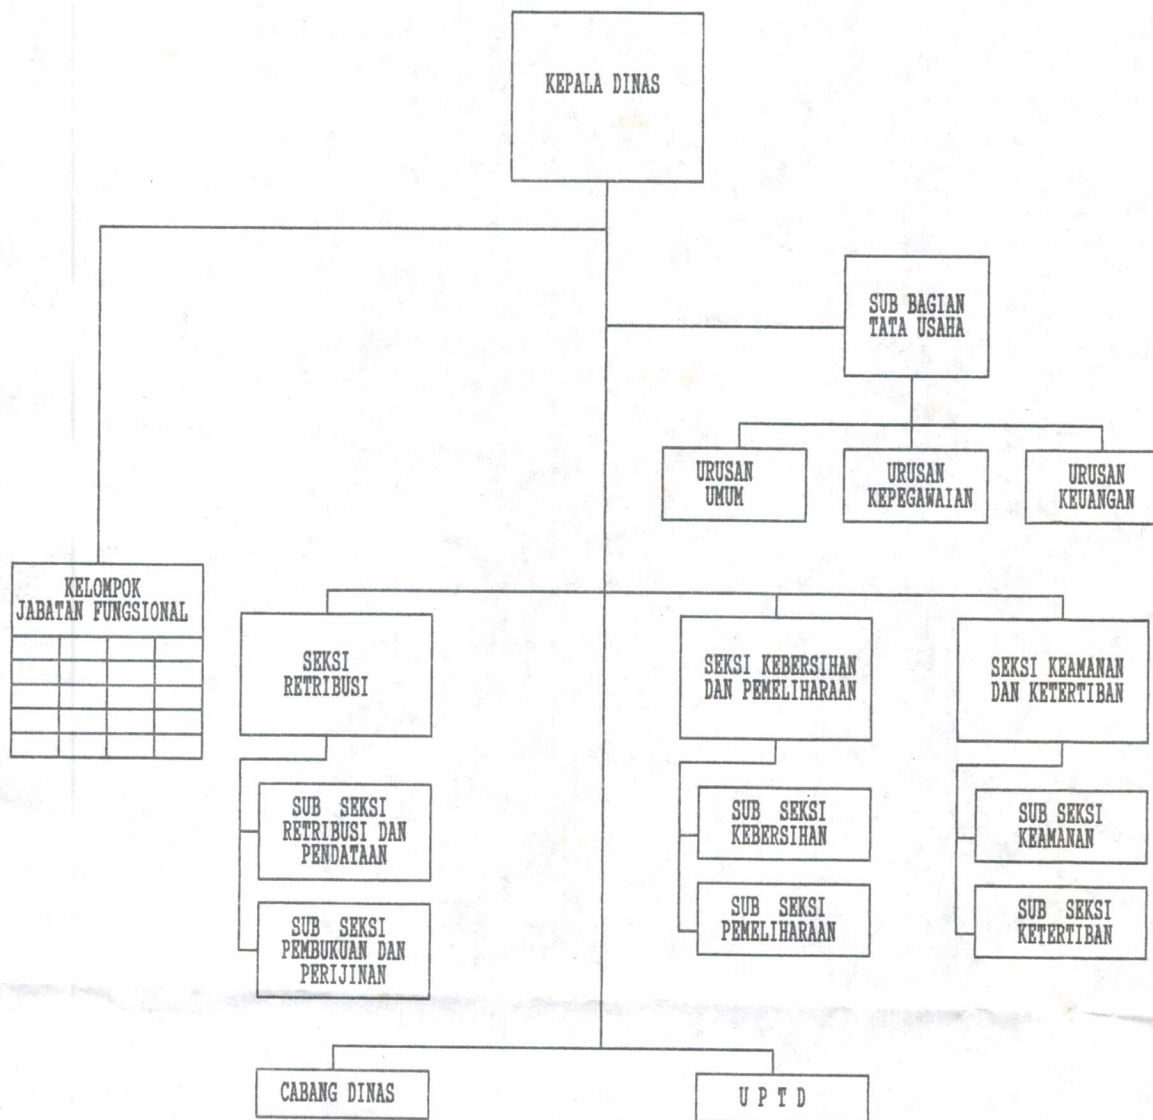 KEPALA DINAS
SUB BAGIAN
TATA USAHA
URUSAN
UMUM
URUSAN
KEPEGAWAIAN
URUSAN
KEUANGAN
KELOMPOK
JABATAN FUNGSIONAL
SEKSI
RETRIBUSI
SEKSI KEBERSIHAN
DAN PEMELIHARAAN
SEKSI KEAMANAN
DAN KETERTIBAN
SUB SEKSI
RETRIBUSI DAN
PENDATAAN
SUB SEKSI
PEMBUKUAN DAN
PERIJINAN
SUB SEKSI
KEBERSIHAN
SUB SEKSI
PEMELIHARAAN
SUB SEKSI
KEAMANAN
SUB SEKSI
KETERTIBAN
CABANG DINAS
U P T D